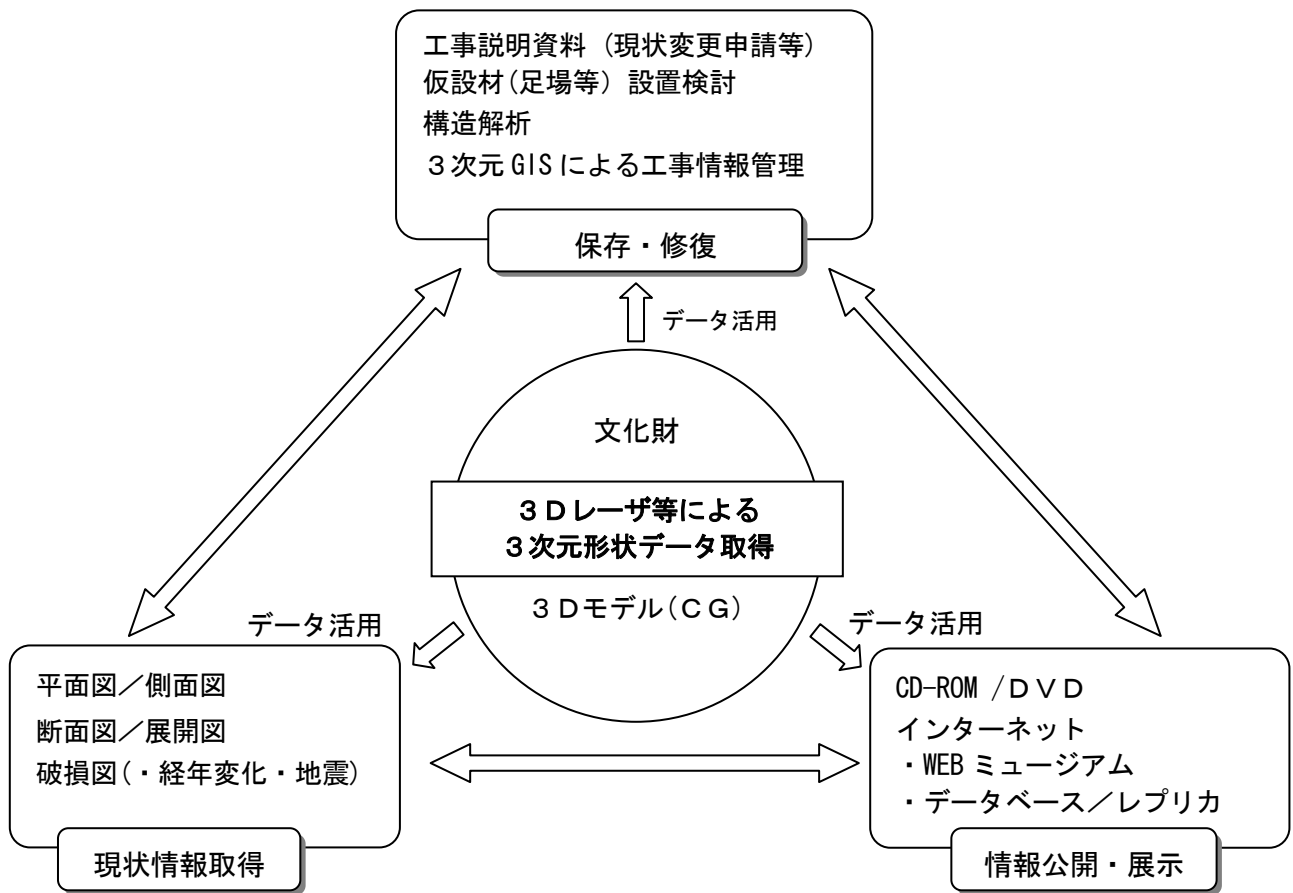 工事説明資料（現状変更申請等）
仮設材(足場等）設置検討
構造解析
３次元 GIS による工事情報管理
保存・修復
データ活用
文化財
３Ｄレーザ等による
３次元形状データ取得
３Ｄモデル(ＣＧ)
データ活用
データ活用
平面図／側面図
断面図／展開図
破損図(・経年変化・地震)
現状情報取得
CD-ROM /ＤＶＤ
インターネット
・WEB ミュージアム
・データベース／レプリカ
情報公開・展示